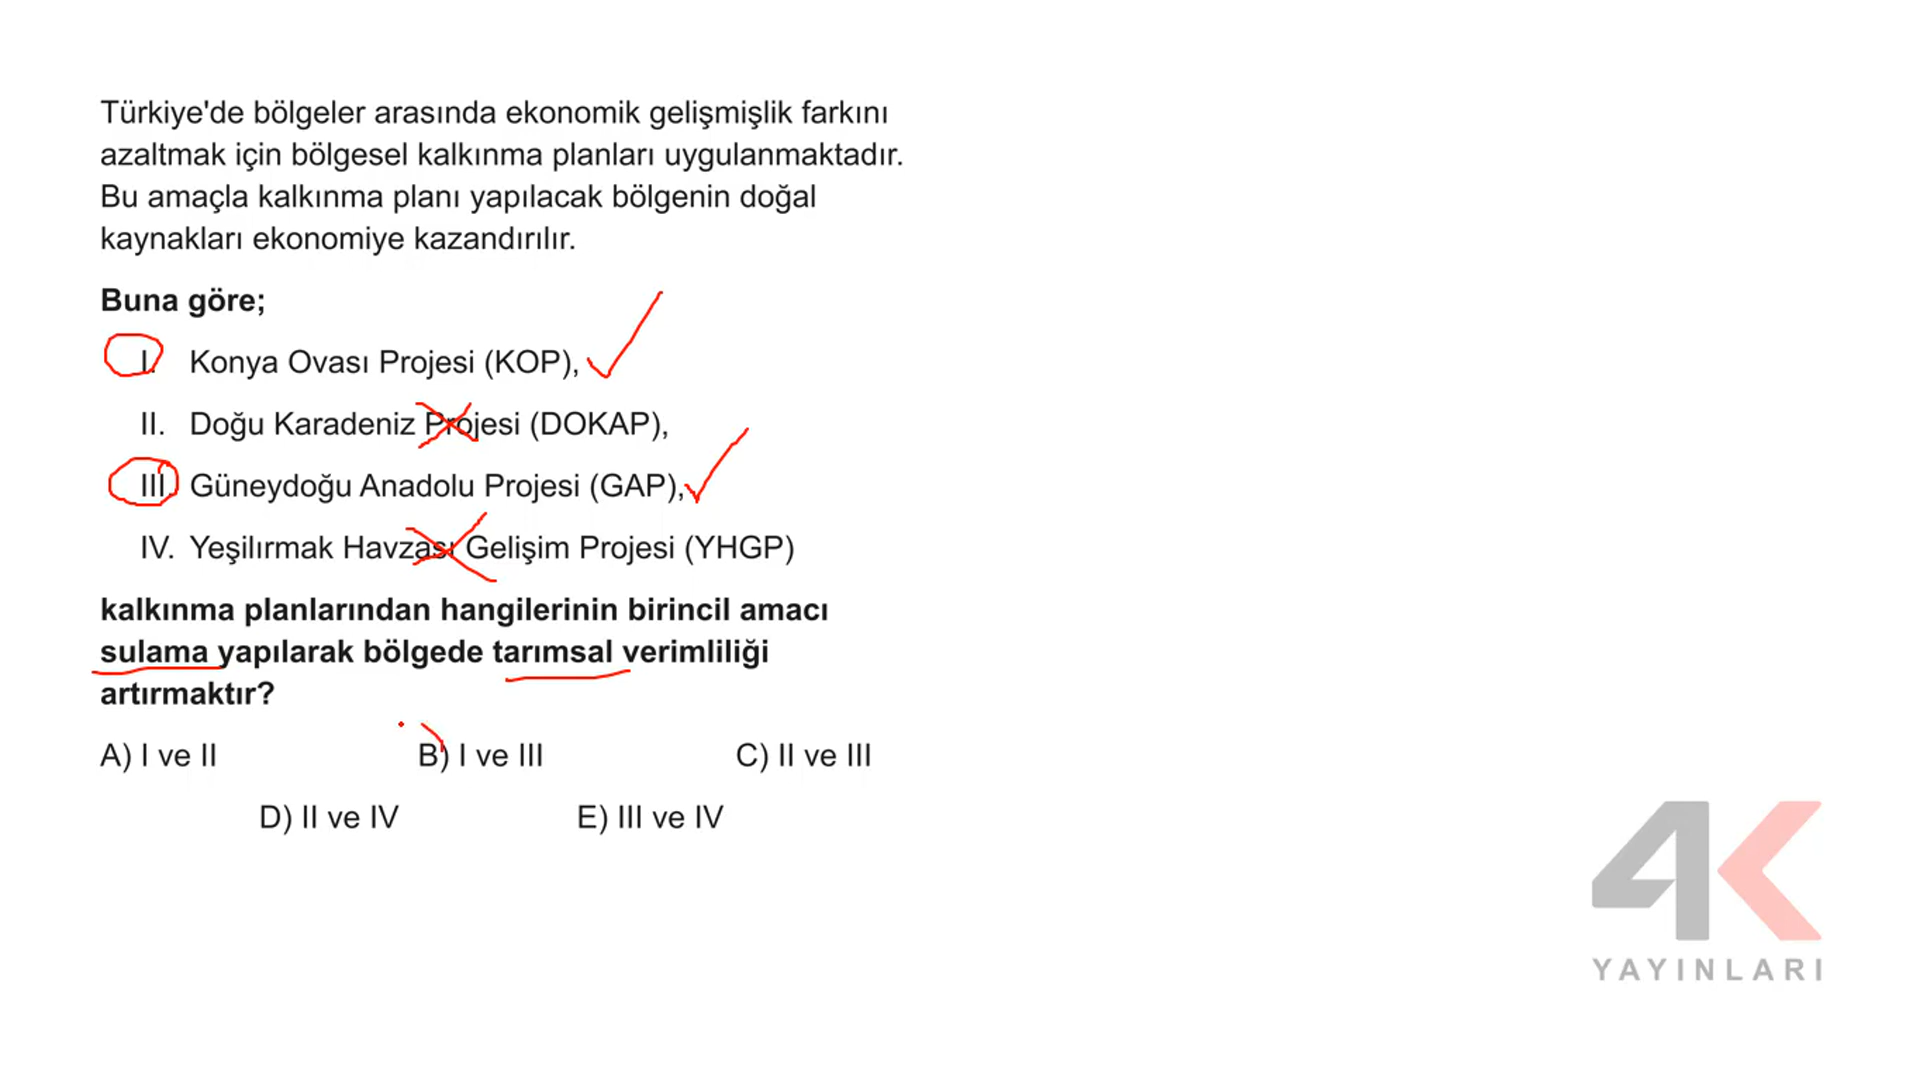 Türkiye'de bölgeler arasında ekonomik gelişmişlik farkını
azaltmak için bölgesel kalkınma planları uygulanmaktadır.
Bu amaçla kalkınma planı yapılacak bölgenin doğal
kaynakları ekonomiye kazandırılır.
Buna göre;
I. Konya Ovası Projesi (KOP),
II. Doğu Karadeniz Projesi (DOKAP),
III. Güneydoğu Anadolu Projesi (GAP),
IV. Yeşilırmak Havzası Gelişim Projesi (YHGP)
kalkınma planlarından hangilerinin birincil amacı
sulama yapılarak bölgede tarımsal verimliliği
artırmaktır?
A) I ve II B) I ve III C) II ve III
D) II ve IV E) III ve IV
4K
YAYINLARI